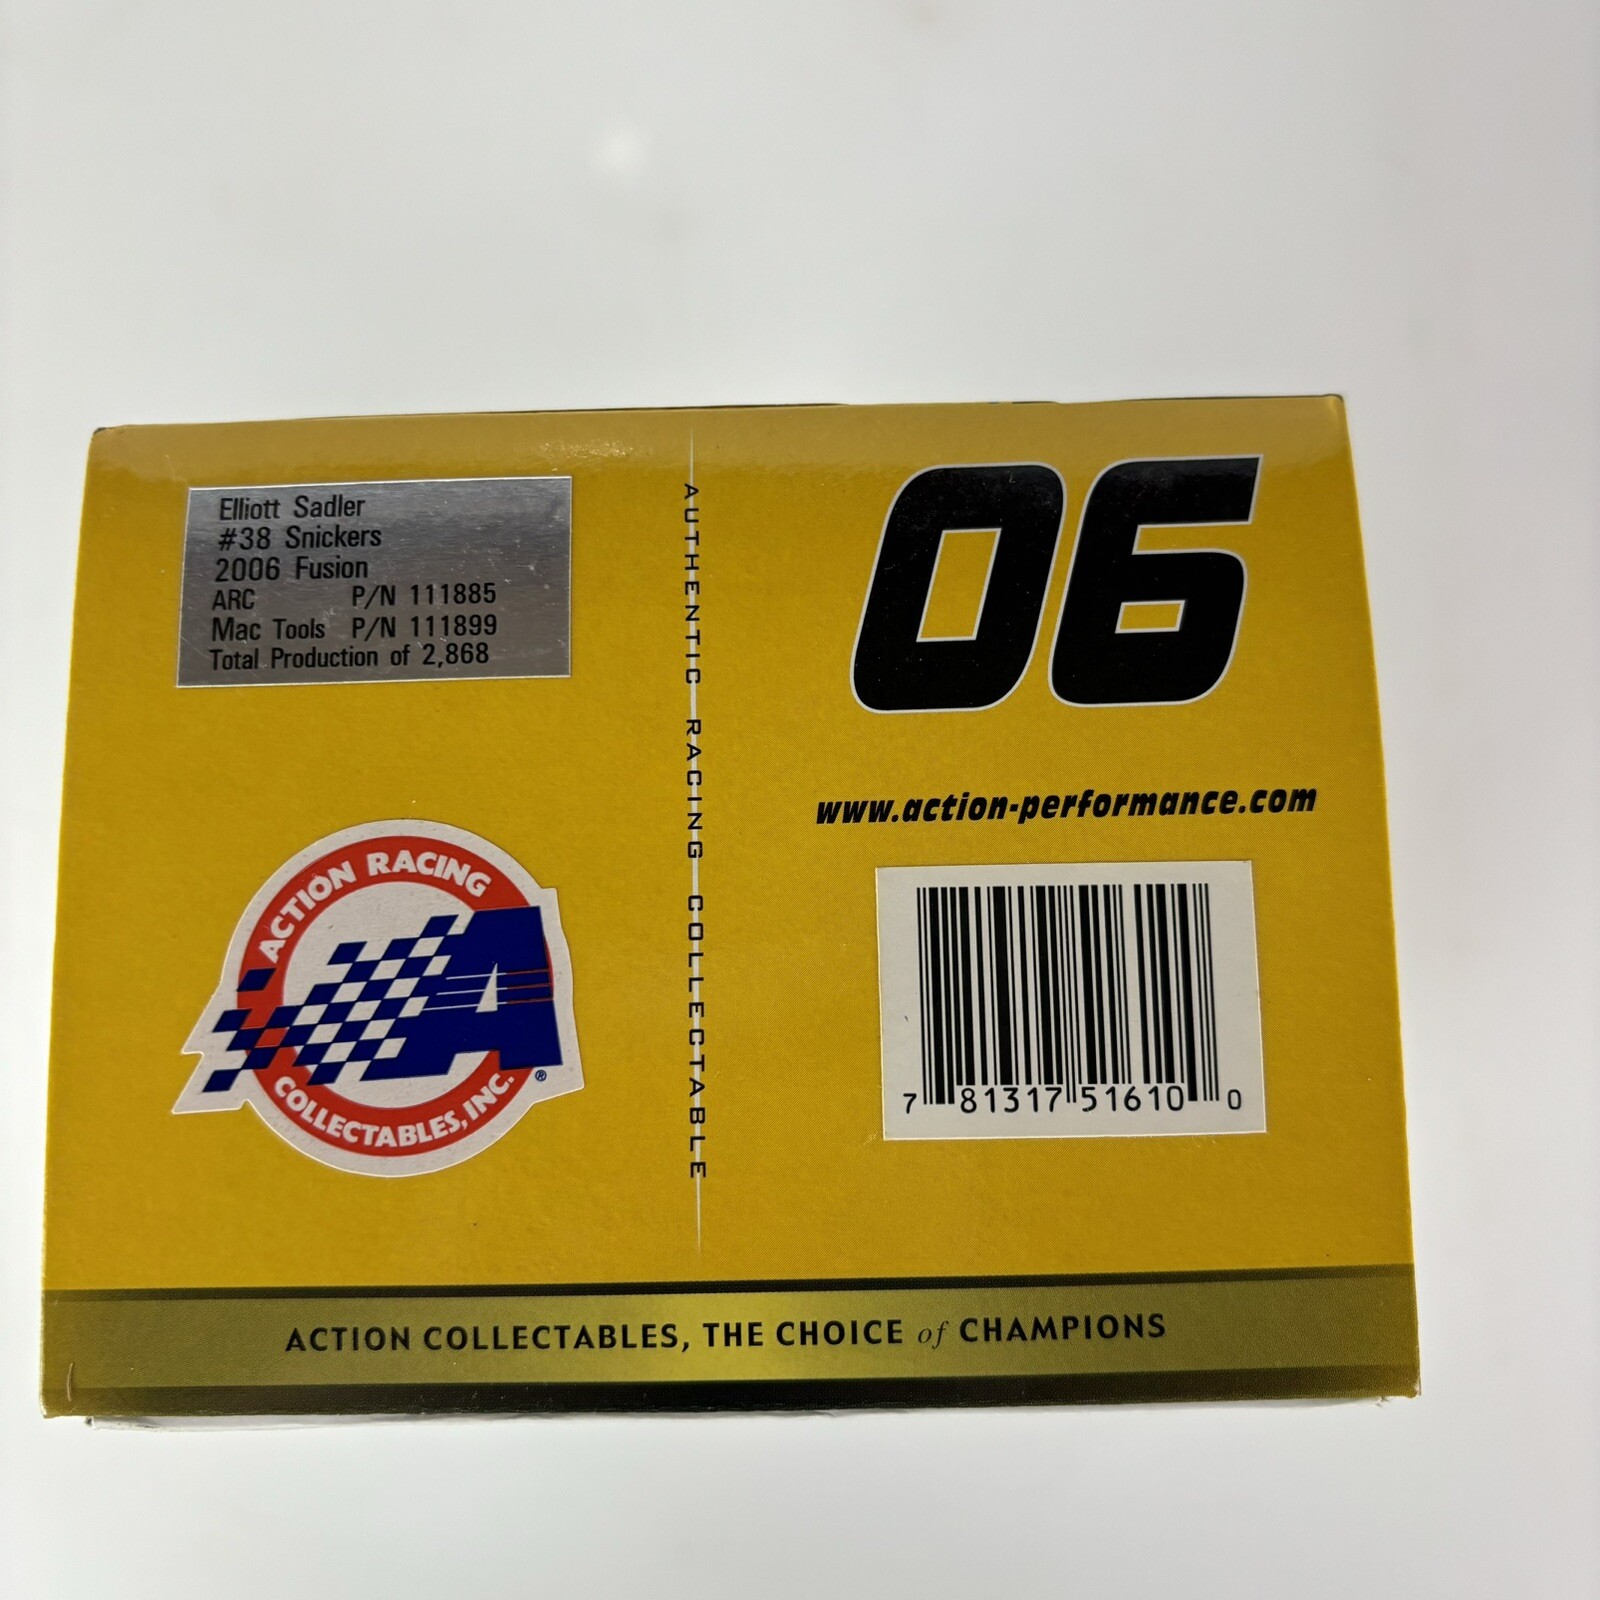 Elliott Sadler
#38 Snickers
2006 Fusion
ARC P/N 111885
Mac Tools P/N 111899
Total Production of 2,868
AUTHENTIC RACING COLLECTABLE
06
www.action-performance.com
ACTION RACING
COLLECTABLES, INC.
®
7 81317 51610 0
ACTION COLLECTABLES, THE CHOICE of CHAMPIONS